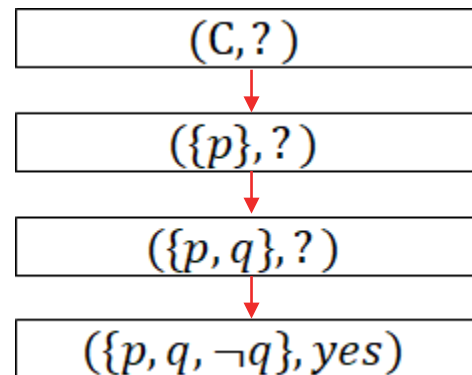 (C, ?)
({p}, ?)
({p, q}, ?)
({p, q, ¬q}, yes)